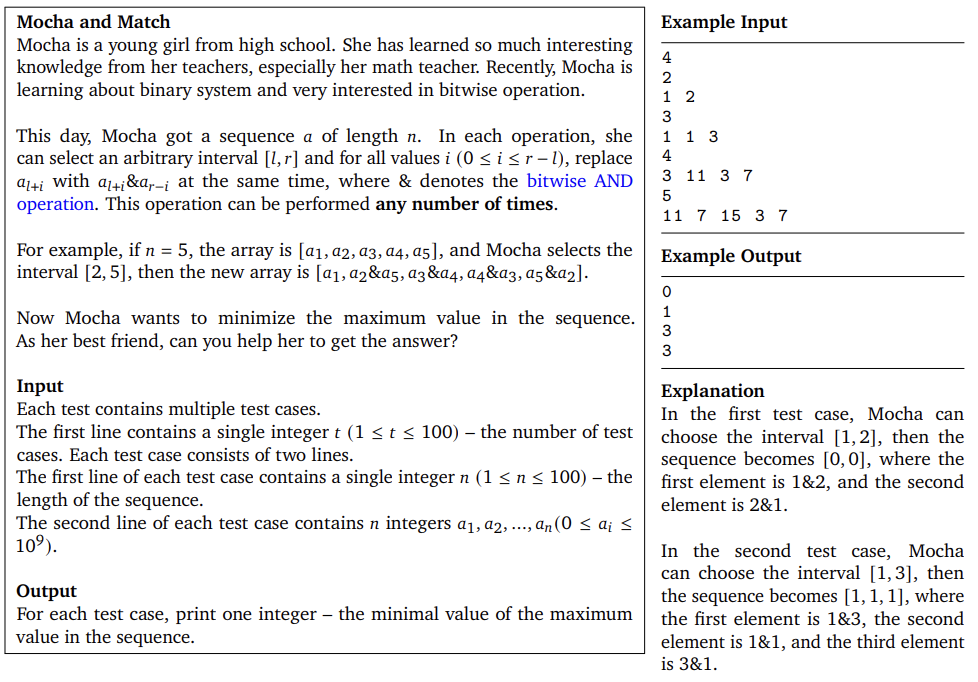 Mocha and Match
Mocha is a young girl from high school. She has learned so much interesting
knowledge from her teachers, especially her math teacher. Recently, Mocha is
learning about binary system and very interested in bitwise operation.
This day, Mocha got a sequence a of length n. In each operation, she
can select an arbitrary interval [l, r] and for all values i (0 ≤ i ≤ r − l), replace
a_{l+i} with a_{l+i}&a_{r−i} at the same time, where & denotes the bitwise AND
operation. This operation can be performed any number of times.
For example, if n = 5, the array is [a_1, a_2, a_3, a_4, a_5], and Mocha selects the
interval [2, 5], then the new array is [a_1, a_2&a_5, a_3&a_4, a_4&a_3, a_5&a_2].
Now Mocha wants to minimize the maximum value in the sequence.
As her best friend, can you help her to get the answer?
Input
Each test contains multiple test cases.
The first line contains a single integer t (1 ≤ t ≤ 100) – the number of test
cases. Each test case consists of two lines.
The first line of each test case contains a single integer n (1 ≤ n ≤ 100) – the
length of the sequence.
The second line of each test case contains n integers a_1, a_2, ..., a_n(0 ≤ a_i ≤
10^9).
Output
For each test case, print one integer – the minimal value of the maximum
value in the sequence.
Example Input
4
2
1 2
3
1 1 3
4
3 11 3 7
5
11 7 15 3 7
Example Output
0
1
3
3
Explanation
In the first test case, Mocha can
choose the interval [1, 2], then the
sequence becomes [0, 0], where the
first element is 1&2, and the second
element is 2&1.
In the second test case, Mocha
can choose the interval [1, 3], then
the sequence becomes [1, 1, 1], where
the first element is 1&3, the second
element is 1&1, and the third element
is 3&1.